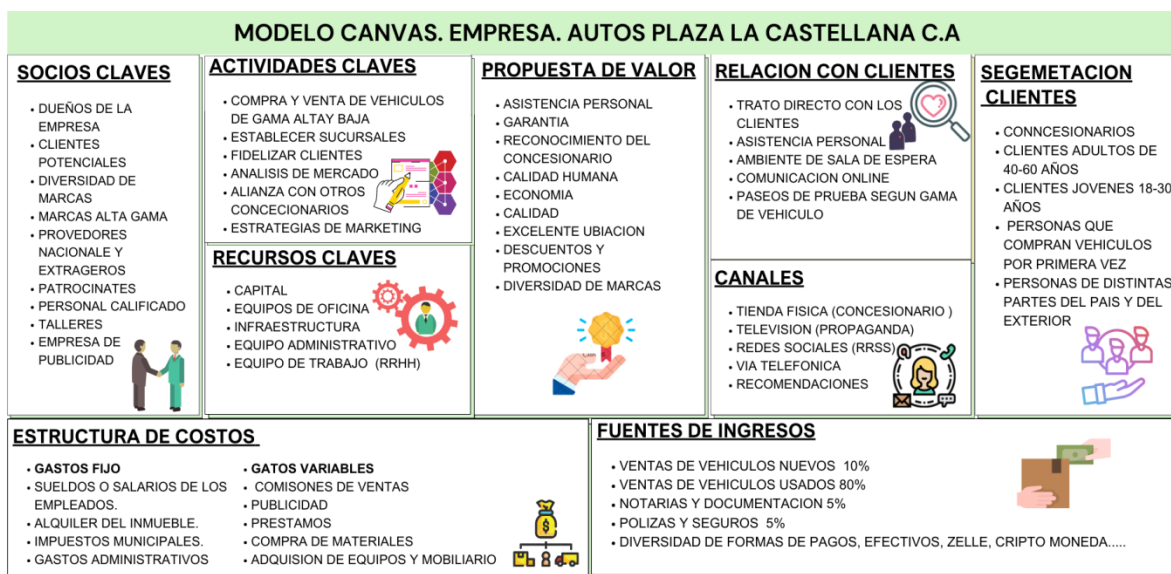 MODELO CANVAS. EMPRESA. AUTOS PLAZA LA CASTELLANA C.A
SOCIOS CLAVES
• DUEÑOS DE LA
EMPRESA
• CLIENTES
POTENCIALES
• DIVERSIDAD DE
MARCAS
• MARCAS ALTA GAMA
• PROVEDORES
NACIONALE Y
EXTRAGEROS
• PATROCINATES
• PERSONAL CALIFICADO
• TALLERES
• EMPRESA DE
PUBLICIDAD
ACTIVIDADES CLAVES
• COMPRA Y VENTA DE VEHICULOS
DE GAMA ALTAY BAJA
• ESTABLECER SUCURSALES
• FIDELIZAR CLIENTES
• ANALISIS DE MERCADO
• ALIANZA CON OTROS
CONCECIONARIOS
• ESTRATEGIAS DE MARKETING
RECURSOS CLAVES
• CAPITAL
• EQUIPOS DE OFICINA
• INFRAESTRUCTURA
• EQUIPO ADMINISTRATIVO
• EQUIPO DE TRABAJO (RRHH)
PROPUESTA DE VALOR
• ASISTENCIA PERSONAL
• GARANTIA
• RECONOCIMIENTO DEL
CONCESIONARIO
• CALIDAD HUMANA
• ECONOMIA
• CALIDAD
• EXCELENTE UBIACION
• DESCUENTOS Y
PROMOCIONES
• DIVERSIDAD DE MARCAS
RELACION CON CLIENTES
• TRATO DIRECTO CON LOS
CLIENTES
• ASISTENCIA PERSONAL
• AMBIENTE DE SALA DE ESPERA
• COMUNICACION ONLINE
• PASEOS DE PRUEBA SEGUN GAMA
DE VEHICULO
CANALES
• TIENDA FISICA (CONCESIONARIO )
• TELEVISION (PROPAGANDA)
• REDES SOCIALES (RRSS)
• VIA TELEFONICA
• RECOMENDACIONES
SEGEMETACION
CLIENTES
• CONNCESIONARIOS
• CLIENTES ADULTOS DE
40-60 AÑOS
• CLIENTES JOVENES 18-30
AÑOS
• PERSONAS QUE
COMPRAN VEHICULOS
POR PRIMERA VEZ
• PERSONAS DE DISTINTAS
PARTES DEL PAIS Y DEL
EXTERIOR
ESTRUCTURA DE COSTOS
• GASTOS FIJO
• SUELDOS O SALARIOS DE LOS
EMPLEADOS.
• ALQUILER DEL INMUEBLE.
• IMPUESTOS MUNICIPALES.
• GASTOS ADMINISTRATIVOS
• GATOS VARIABLES
• COMISONES DE VENTAS
• PUBLICIDAD
• PRESTAMOS
• COMPRA DE MATERIALES
• ADQUISION DE EQUIPOS Y MOBILIARIO
FUENTES DE INGRESOS
• VENTAS DE VEHICULOS NUEVOS 10%
• VENTAS DE VEHICULOS USADOS 80%
• NOTARIAS Y DOCUMENTACION 5%
• POLIZAS Y SEGUROS 5%
• DIVERSIDAD DE FORMAS DE PAGOS, EFECTIVOS, ZELLE, CRIPTO MONEDA.....